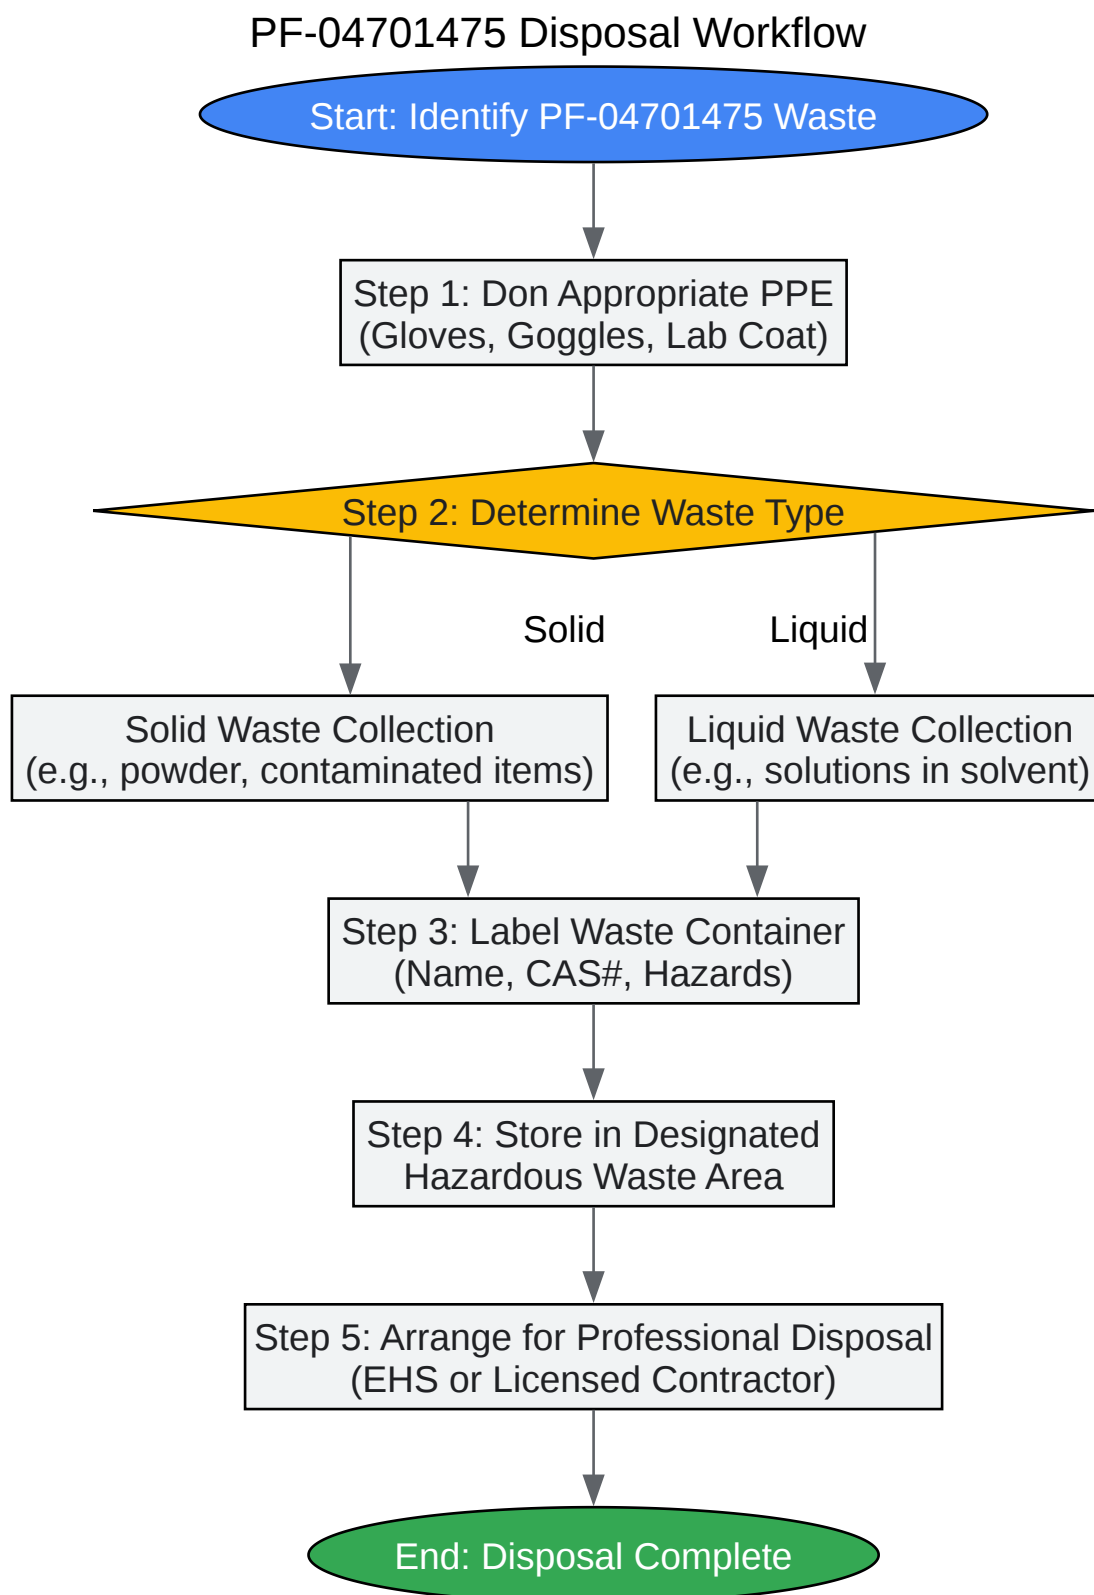 PF-04701475 Disposal Workflow
Start: Identify PF-04701475 Waste
Step 1: Don Appropriate PPE
(Gloves, Goggles, Lab Coat)
Step 2: Determine Waste Type
Solid
Liquid
Solid Waste Collection
(e.g., powder, contaminated items)
Liquid Waste Collection
(e.g., solutions in solvent)
Step 3: Label Waste Container
(Name, CAS#, Hazards)
Step 4: Store in Designated
Hazardous Waste Area
Step 5: Arrange for Professional Disposal
(EHS or Licensed Contractor)
End: Disposal Complete